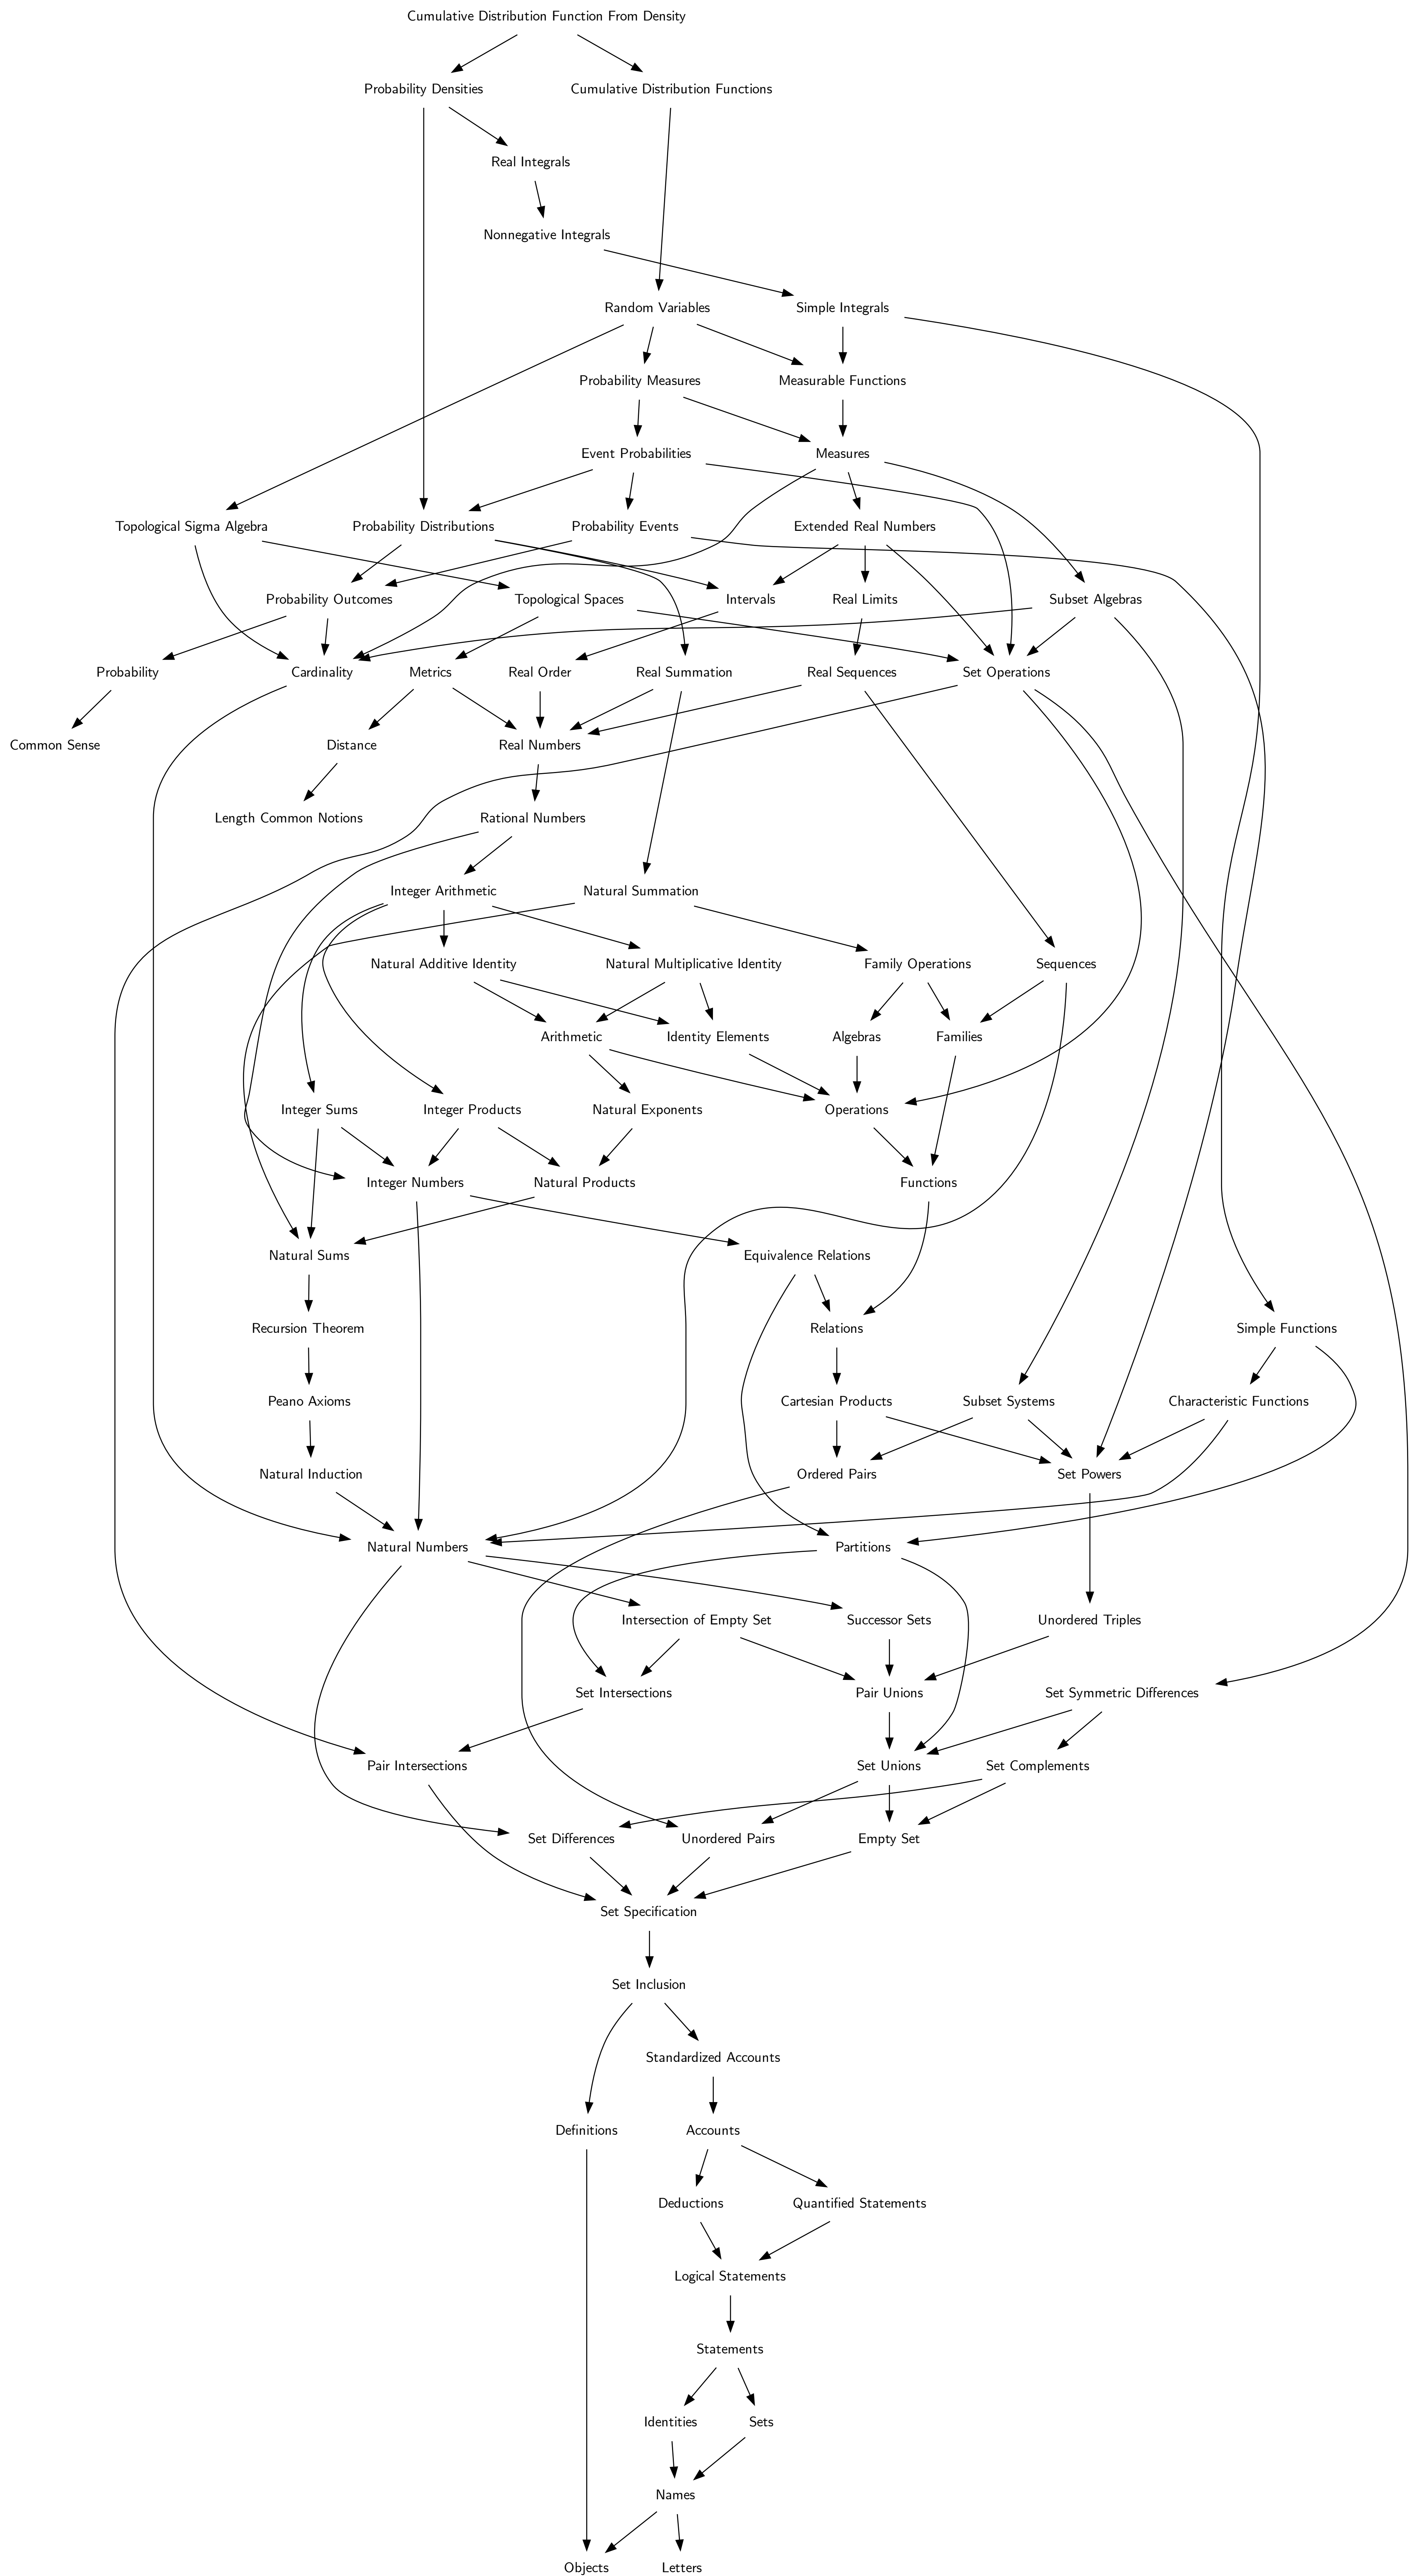 Cumulative Distribution Function From Density
Probability Densities
Cumulative Distribution Functions
Real Integrals
Nonnegative Integrals
Random Variables
Simple Integrals
Probability Measures
Measurable Functions
Event Probabilities
Measures
Topological Sigma Algebra
Probability Distributions
Probability Events
Extended Real Numbers
Probability Outcomes
Topological Spaces
Intervals
Real Limits
Subset Algebras
Probability
Cardinality
Metrics
Real Order
Real Summation
Real Sequences
Set Operations
Common Sense
Distance
Real Numbers
Length Common Notions
Rational Numbers
Integer Arithmetic
Natural Summation
Natural Additive Identity
Natural Multiplicative Identity
Family Operations
Sequences
Arithmetic
Identity Elements
Algebras
Families
Integer Sums
Integer Products
Natural Exponents
Operations
Integer Numbers
Natural Products
Functions
Natural Sums
Equivalence Relations
Recursion Theorem
Relations
Simple Functions
Peano Axioms
Cartesian Products
Subset Systems
Characteristic Functions
Natural Induction
Ordered Pairs
Set Powers
Natural Numbers
Partitions
Intersection of Empty Set
Successor Sets
Unordered Triples
Set Intersections
Pair Unions
Set Symmetric Differences
Pair Intersections
Set Unions
Set Complements
Set Differences
Unordered Pairs
Empty Set
Set Specification
Set Inclusion
Standardized Accounts
Definitions
Accounts
Deductions
Quantified Statements
Logical Statements
Statements
Identities
Sets
Names
Objects
Letters